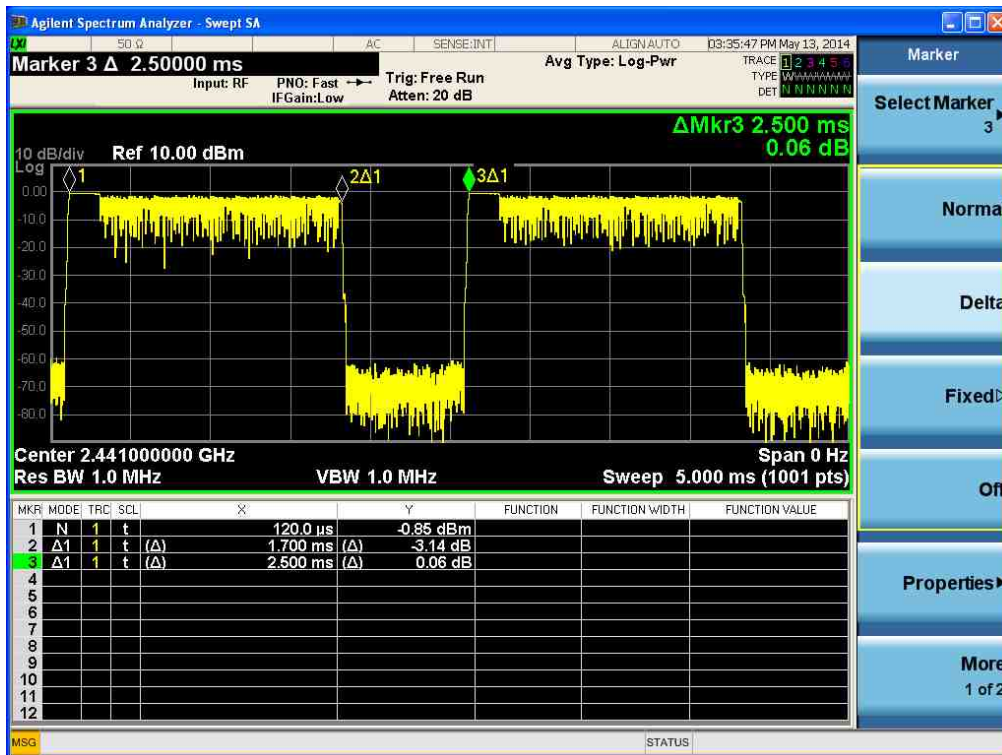 Agilent Spectrum Analyzer - Swept SA
LXI 50 Ω AC SENSE:INT ALIGN AUTO 03:35:47 PM May 13, 2014
Marker 3 Δ 2.50000 ms
Input: RF PNO: Fast IFGain:Low
Trig: Free Run
Atten: 20 dB
Avg Type: Log-Pwr
TRACE 1 2 3 4 5 6
TYPE WWWWWW
DET N N N N N N
ΔMkr3 2.500 ms
0.06 dB
10 dB/div Ref 10.00 dBm
Log
1 2Δ1 3Δ1
0.00
-10.0
-20.0
-30.0
-40.0
-50.0
-60.0
-70.0
-80.0
Center 2.441000000 GHz Span 0 Hz
Res BW 1.0 MHz VBW 1.0 MHz Sweep 5.000 ms (1001 pts)
MKR MODE TRC SCL X Y FUNCTION FUNCTION WIDTH FUNCTION VALUE
1 N 1 t 120.0 µs -0.85 dBm
2 Δ1 1 t (Δ) 1.700 ms (Δ) -3.14 dB
3 Δ1 1 t (Δ) 2.500 ms (Δ) 0.06 dB
4
5
6
7
8
9
10
11
12
MSG STATUS
Marker
Select Marker
3
Norma
Delta
Fixed
Off
Properties
More
1 of 2